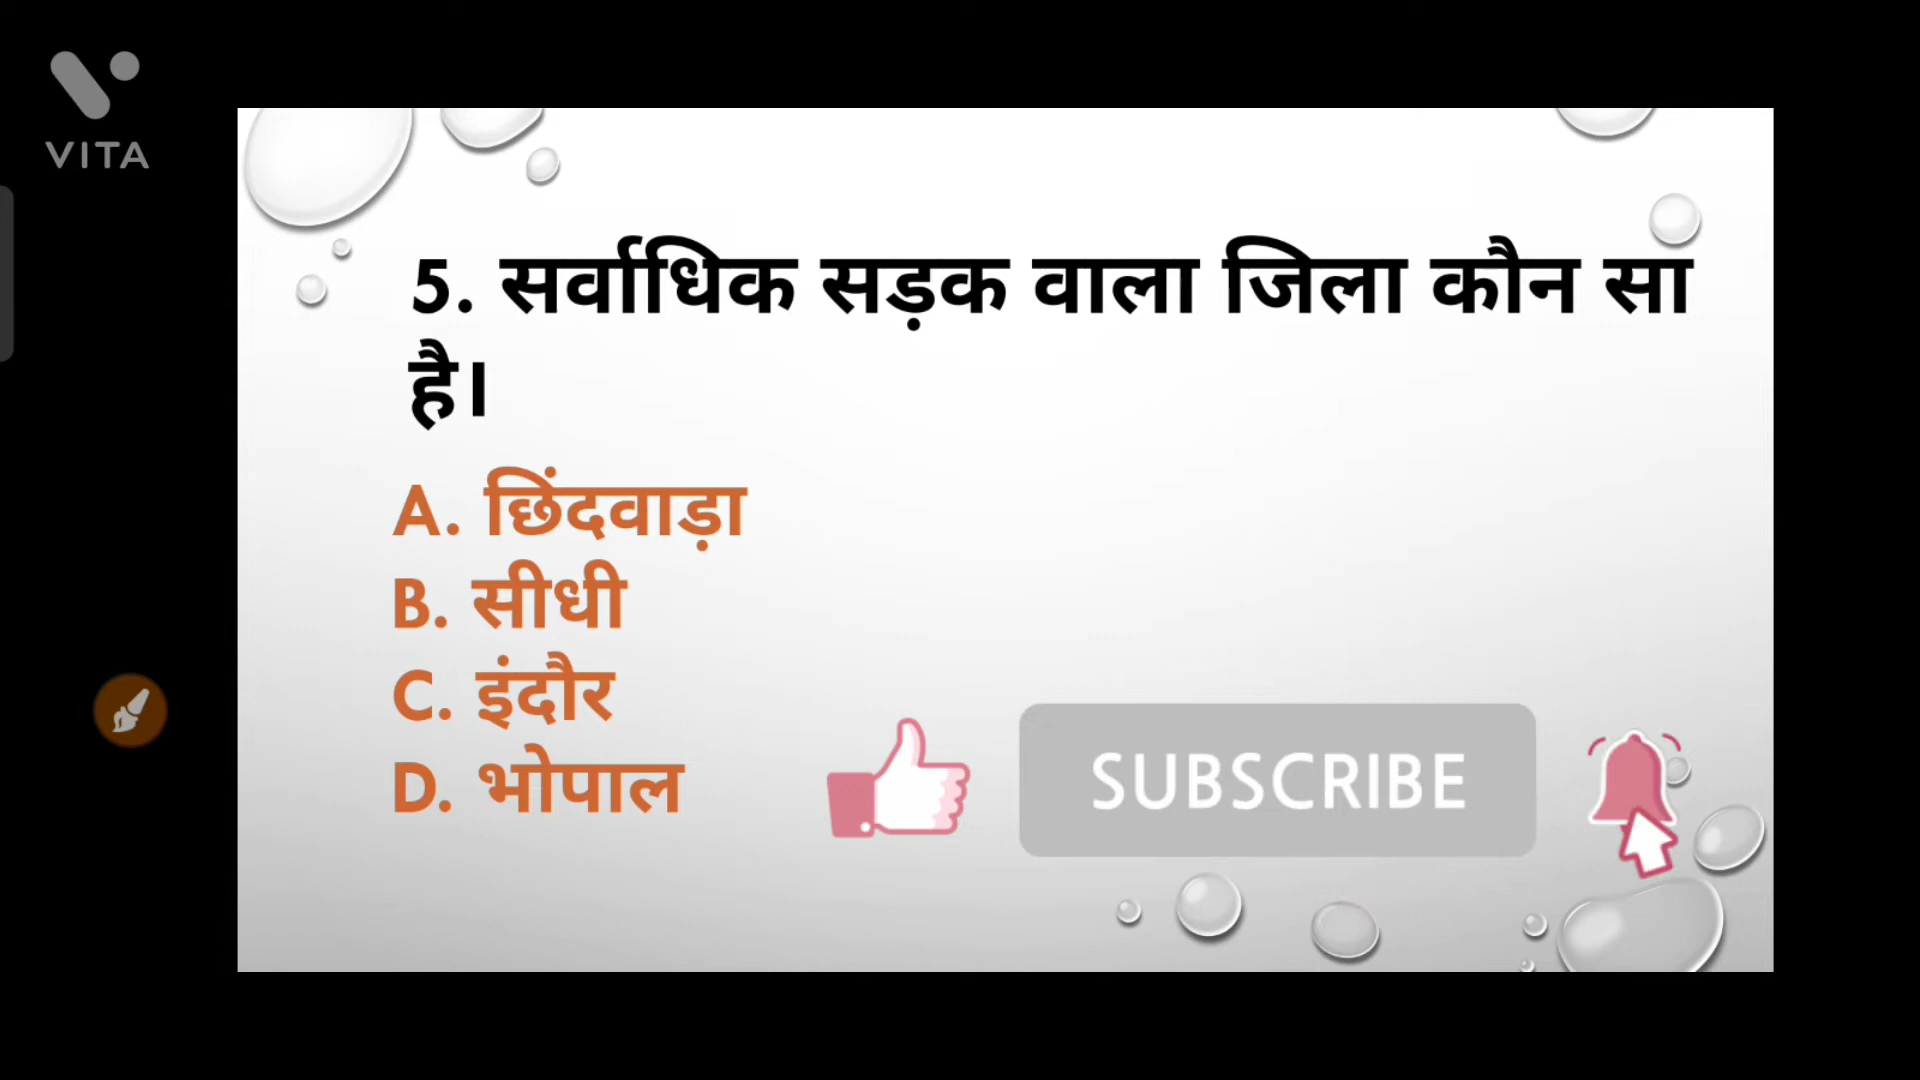 VITA
5. सर्वाधिक सड़क वाला जिला कौन सा
है।
A. छिंदवाड़ा
B. सीधी
C. इंदौर
D. भोपाल
SUBSCRIBE